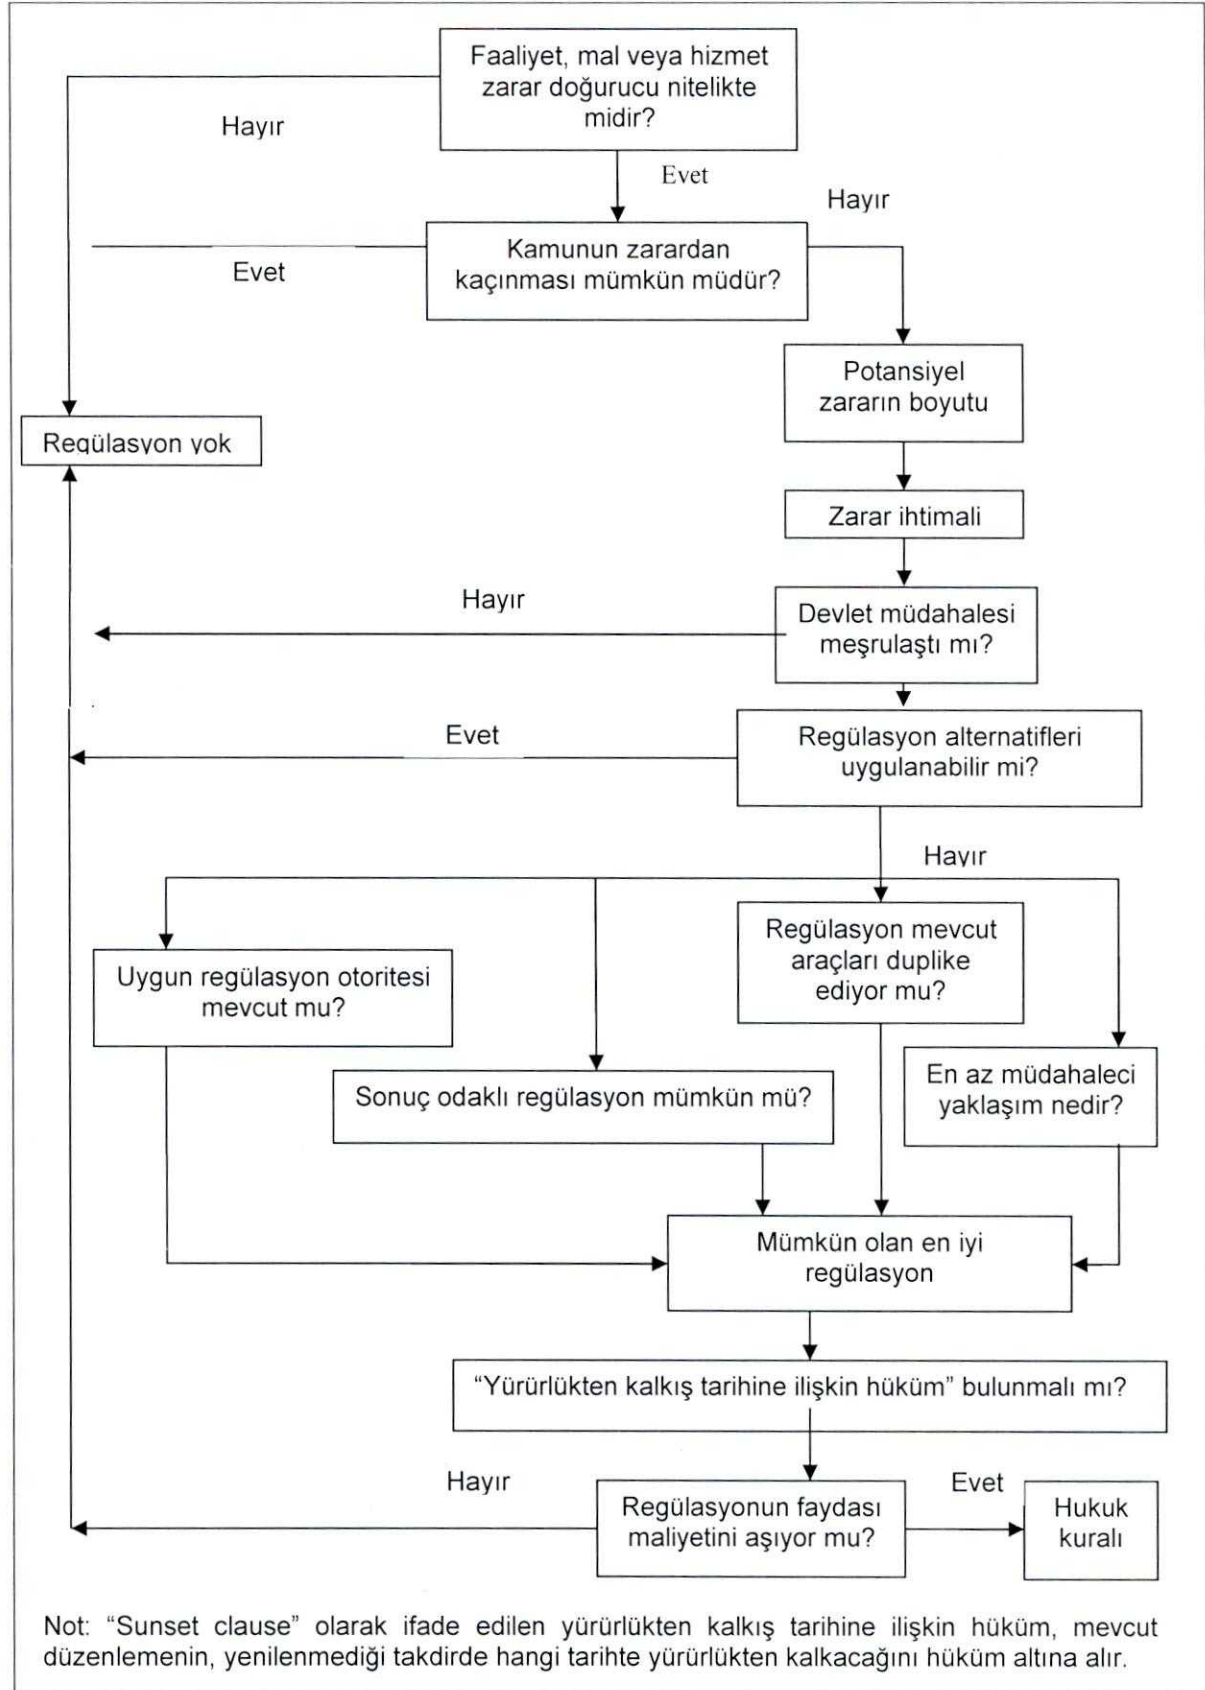 Faaliyet, mal veya hizmet
zarar doğurucu nitelikte
midir?
Hayır
Evet
Hayır
Kamunun zarardan
kaçınması mümkün müdür?
Evet
Potansiyel
zararın boyutu
Regülasyon yok
Zarar ihtimali
Hayır
Devlet müdahalesi
meşrulaştı mı?
Evet
Regülasyon alternatifleri
uygulanabilir mi?
Hayır
Regülasyon mevcut
araçları duplike
ediyor mu?
Uygun regülasyon otoritesi
mevcut mu?
En az müdahaleci
yaklaşım nedir?
Sonuç odaklı regülasyon mümkün mü?
Mümkün olan en iyi
regülasyon
“Yürürlükten kalkış tarihine ilişkin hüküm” bulunmalı mı?
Hayır
Evet
Regülasyonun faydası
maliyetini aşıyor mu?
Hukuk
kuralı
Not: “Sunset clause” olarak ifade edilen yürürlükten kalkış tarihine ilişkin hüküm, mevcut
düzenlemenin, yenilenmediği takdirde hangi tarihte yürürlükten kalkacağını hüküm altına alır.